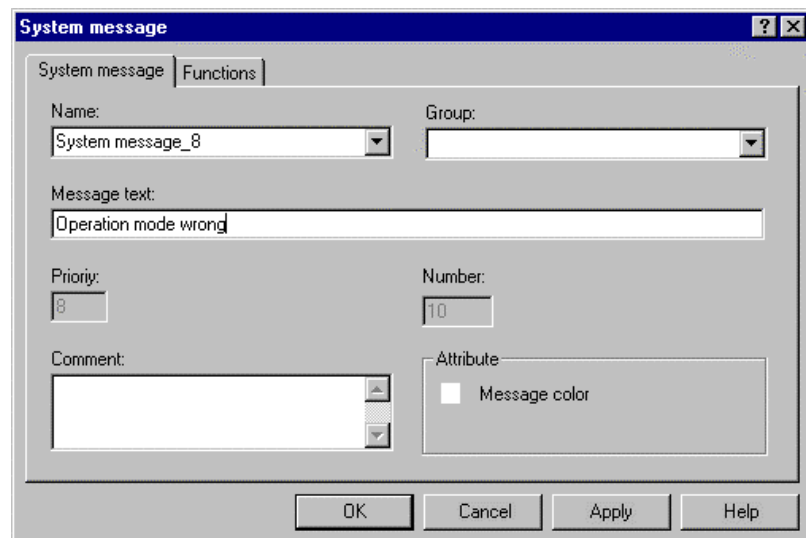 System message
System message Functions
Name: Group:
System message_8
Message text:
Operation mode wrong
Prioriy: Number:
8 10
Comment: Attribute
Message color
OK Cancel Apply Help